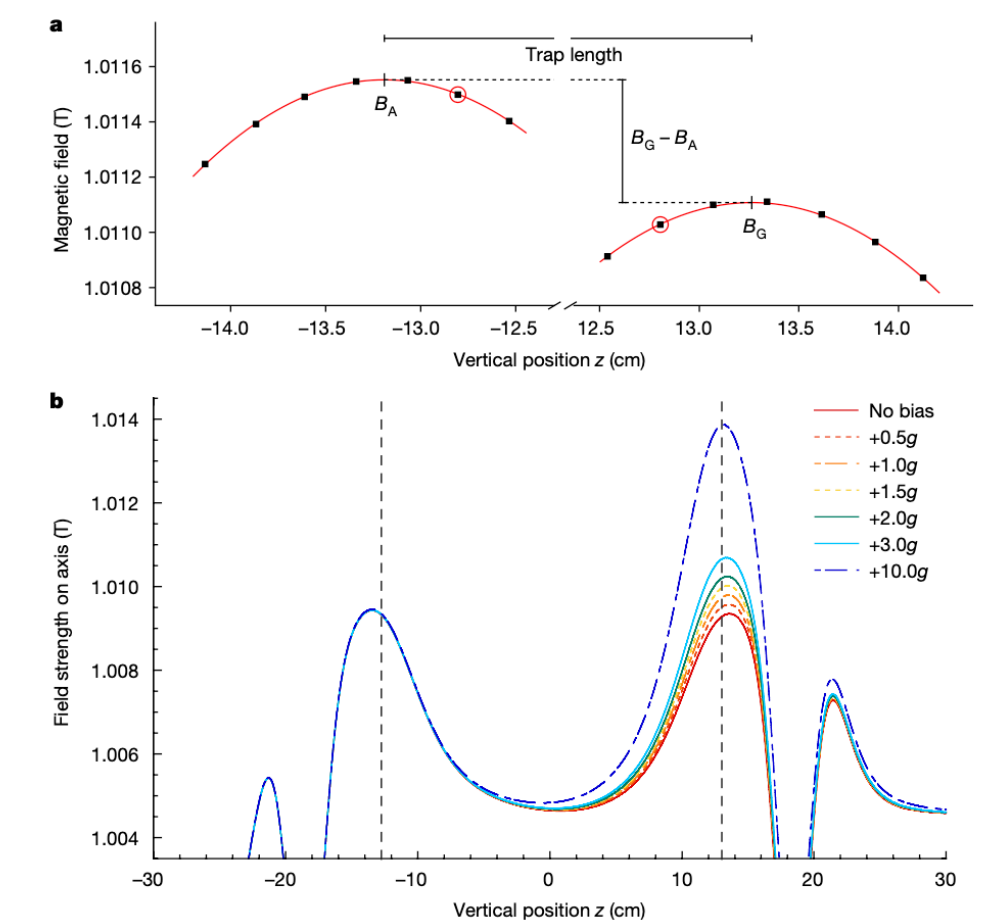 a
Magnetic field (T)
1.0116
1.0114
1.0112
1.0110
1.0108
Trap length
B_A
B_G – B_A
B_G
–14.0 –13.5 –13.0 –12.5 12.5 13.0 13.5 14.0
Vertical position z (cm)
b
Field strength on axis (T)
1.014
1.012
1.010
1.008
1.006
1.004
No bias
+0.5g
+1.0g
+1.5g
+2.0g
+3.0g
+10.0g
–30 –20 –10 0 10 20 30
Vertical position z (cm)